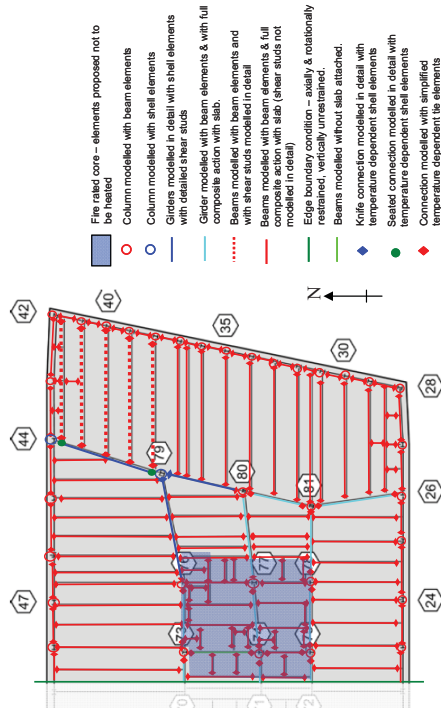 Fire rated core – elements proposed not to
be heated
Column modelled with beam elements
Column modelled with shell elements
Girders modelled in detail with shell elements
with detailed shear studs
Girder modelled with beam elements & with full
composite action with slab.
Beams modelled with beam elements and
with shear studs modelled in detail
Beams modelled with beam elements & full
composite action with slab (shear studs not
modelled in detail)
Edge boundary condition – axially & rotationally
restrained, vertically unrestrained.
Beams modelled without slab attached.
Knife connection modelled in detail with
temperature dependent shell elements
Seated connection modelled in detail with
temperature dependent shell elements
Connection modelled with simplified
temperature dependent tie elements
N
47
44
42
40
35
30
28
26
24
79
80
81
77